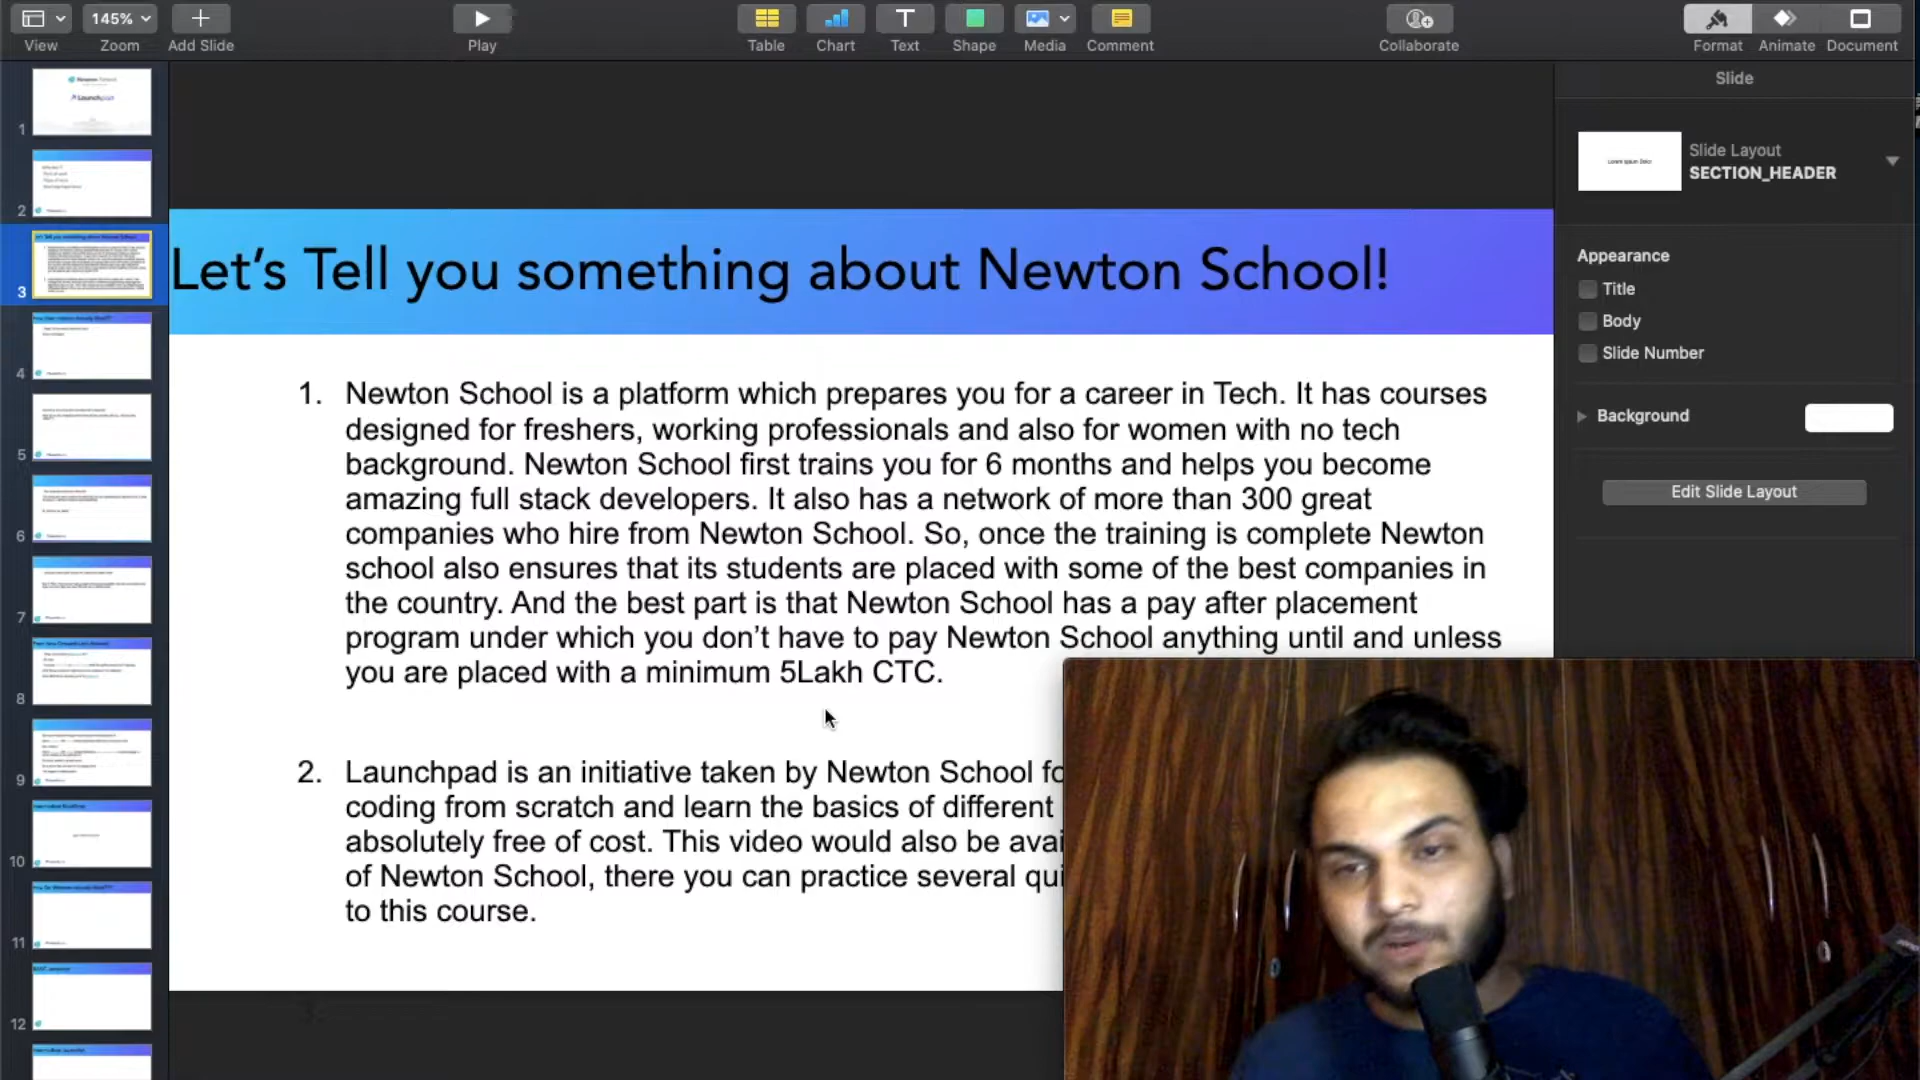 145%
View
Zoom
Add Slide
Play
Table
Chart
Text
Shape
Media
Comment
Collaborate
Format
Animate
Document
Slide
Slide Layout
SECTION_HEADER
Appearance
Title
Body
Slide Number
Background
Edit Slide Layout
1
2
3
4
5
6
7
8
9
10
11
12
Let’s Tell you something about Newton School!
1. Newton School is a platform which prepares you for a career in Tech. It has courses
designed for freshers, working professionals and also for women with no tech
background. Newton School first trains you for 6 months and helps you become
amazing full stack developers. It also has a network of more than 300 great
companies who hire from Newton School. So, once the training is complete Newton
school also ensures that its students are placed with some of the best companies in
the country. And the best part is that Newton School has a pay after placement
program under which you don’t have to pay Newton School anything until and unless
you are placed with a minimum 5Lakh CTC.
2. Launchpad is an initiative taken by Newton School fo
coding from scratch and learn the basics of different
absolutely free of cost. This video would also be avai
of Newton School, there you can practice several qui
to this course.